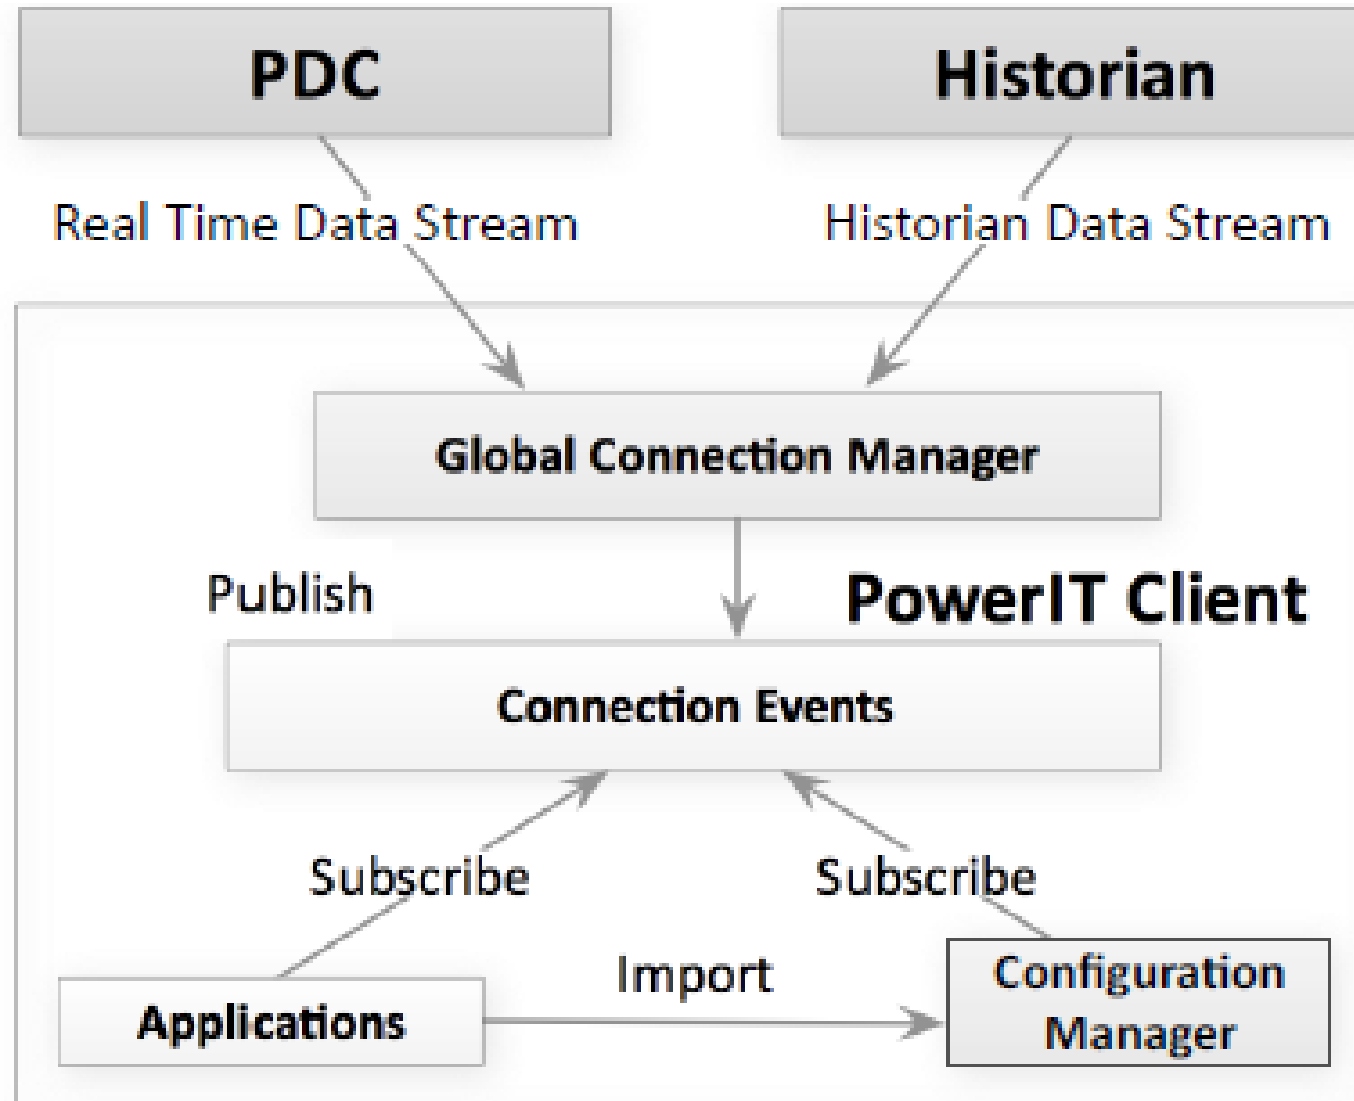 PDC
Historian
Real Time Data Stream
Historian Data Stream
Global Connection Manager
Publish
PowerIT Client
Connection Events
Subscribe
Subscribe
Import
Applications
Configuration
Manager